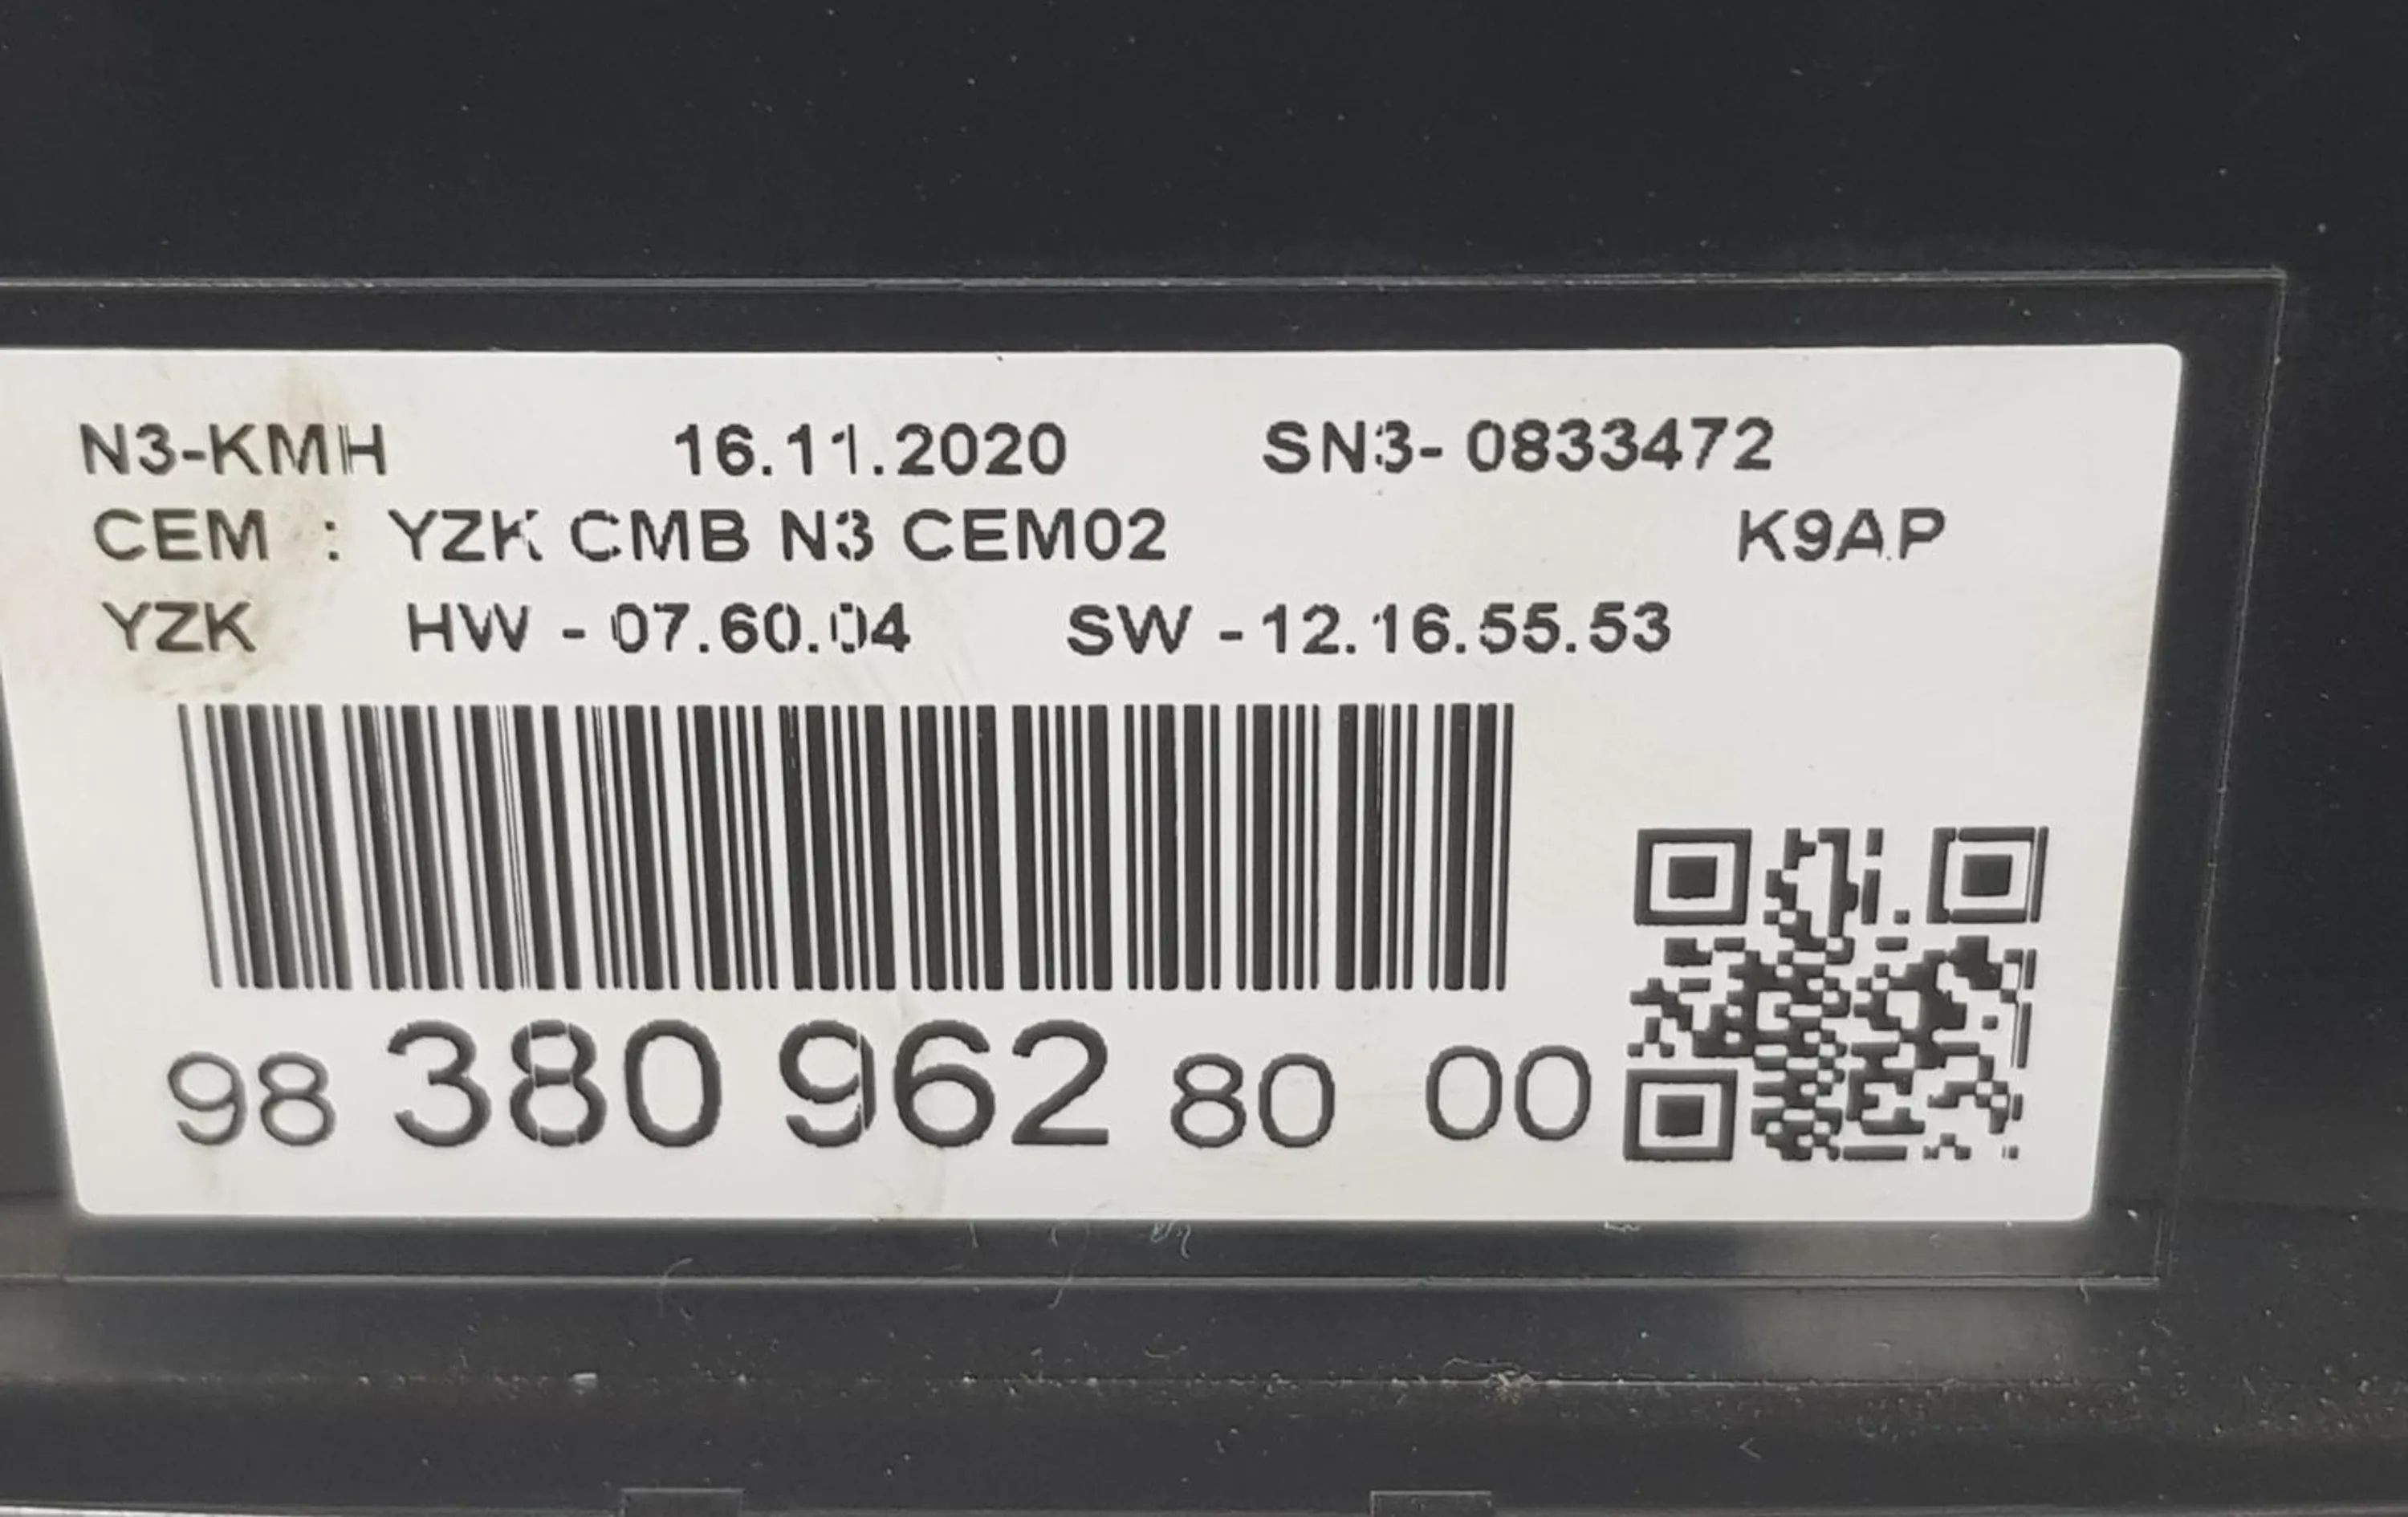 N3-KMH 16.11.2020 SN3- 0833472
CEM : YZK CMB N3 CEM02 K9AP
YZK HW - 07.60.04 SW - 12.16.55.53
98 380 962 80 00